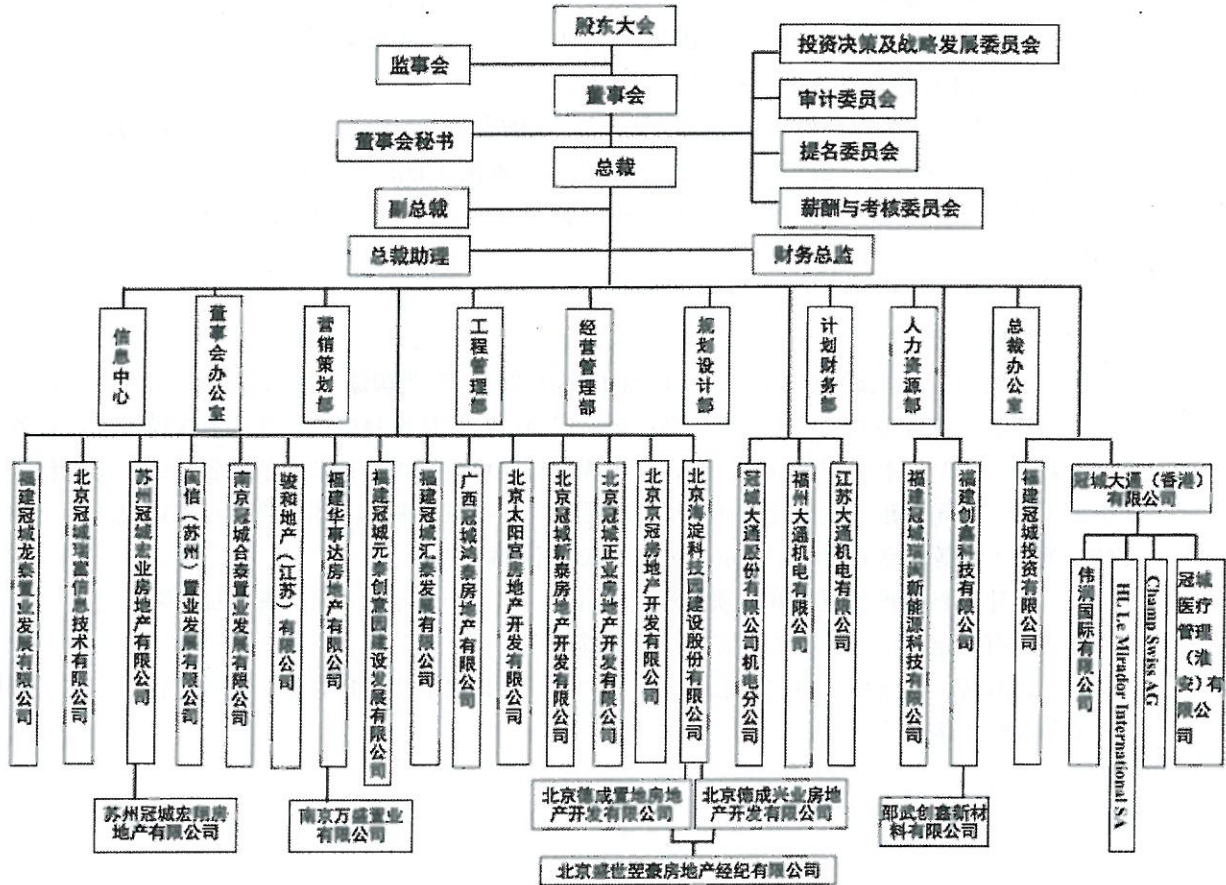 股东大会
投资决策及战略发展委员会
监事会
董事会
审计委员会
董事会秘书
提名委员会
总裁
副总裁
薪酬与考核委员会
总裁助理
财务总监
信息中心
董事会办公室
营销策划部
工程管理部
经营管理部
规划设计部
计划财务部
人力资源部
总裁办公室
福建冠城龙泰置业发展有限公司
北京冠城瑞富信息技术有限公司
苏州冠城宏业房地产有限公司
闽信（苏州）置业发展有限公司
南京冠城合泰置业发展有限公司
骏和地产（江苏）有限公司
福建华事达房地产有限公司
福建冠城元泰创意园建设发展有限公司
福建冠城汇泰发展有限公司
广西冠城鸿泰房地产有限公司
北京太阳宫房地产开发有限公司
北京冠城新泰房地产开发有限公司
北京冠城正业房地产开发有限公司
北京京冠房地产开发有限公司
北京海淀科技园建设股份有限公司
冠城大通股份有限公司机电分公司
福州大通机电有限公司
江苏大通机电有限公司
福建冠城瑞闽新能源科技有限公司
福建创鑫科技有限公司
福建冠城投资有限公司
冠城大通（香港）
有限公司
伟润国际有限公司
HL Le Mirador International SA
Champ Swiss AG
冠城
医疗
管理
（淮
安）有
限公
司
苏州冠城宏翔房
地产有限公司
南京万盛置业
有限公司
北京德成置地房地
产开发有限公司
北京德成兴业房地
产开发有限公司
邵武创鑫新材
料有限公司
北京盛世翌豪房地产经纪有限公司